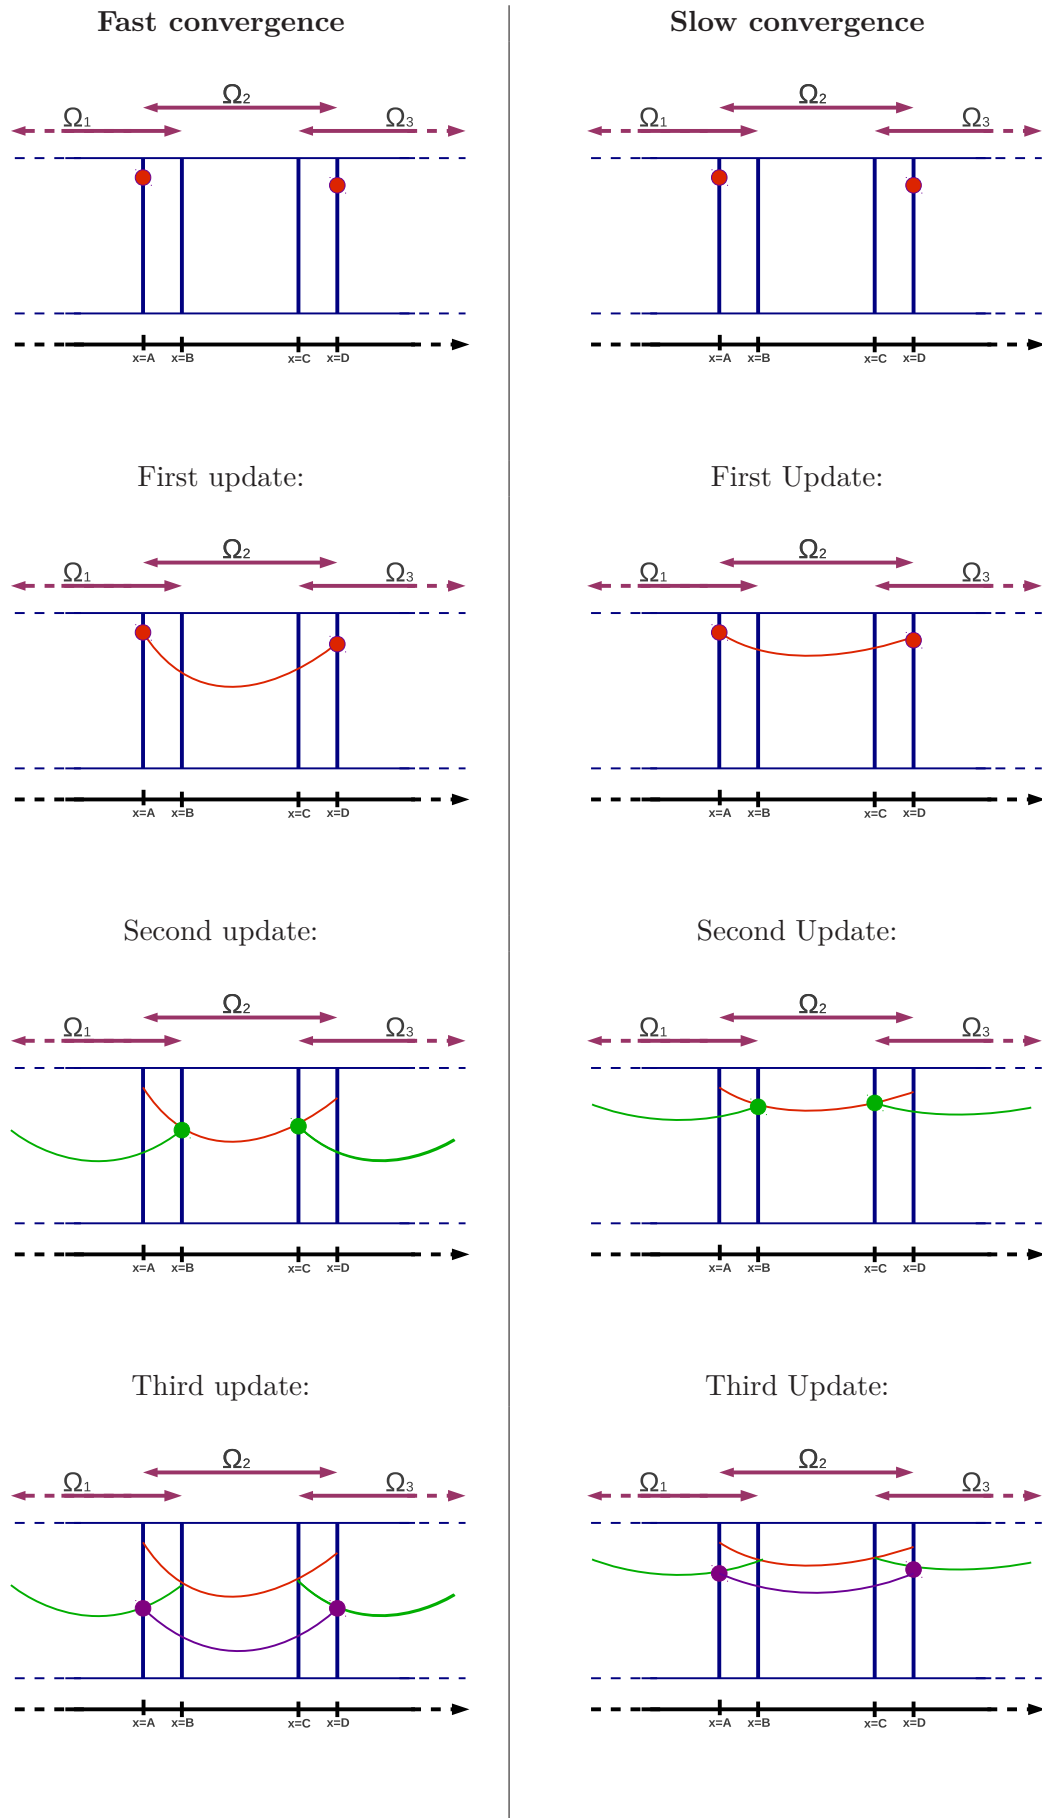 Fast convergence
Slow convergence
Ω2
Ω1
Ω3
x=A x=B x=C x=D
Ω2
Ω1
Ω3
x=A x=B x=C x=D
First update:
First Update:
Ω2
Ω1
Ω3
x=A x=B x=C x=D
Ω2
Ω1
Ω3
x=A x=B x=C x=D
Second update:
Second Update:
Ω2
Ω1
Ω3
x=A x=B x=C x=D
Ω2
Ω1
Ω3
x=A x=B x=C x=D
Third update:
Third Update:
Ω2
Ω1
Ω3
x=A x=B x=C x=D
Ω2
Ω1
Ω3
x=A x=B x=C x=D